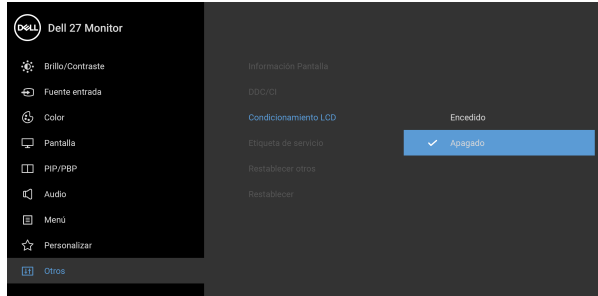 DELL
Dell 27 Monitor
Brillo/Contraste
Fuente entrada
Color
Pantalla
PIP/PBP
Audio
Menú
Personalizar
Otros
Información Pantalla
DDC/CI
Condicionamiento LCD
Etiqueta de servicio
Restablecer otros
Restablecer
Encedido
Apagado